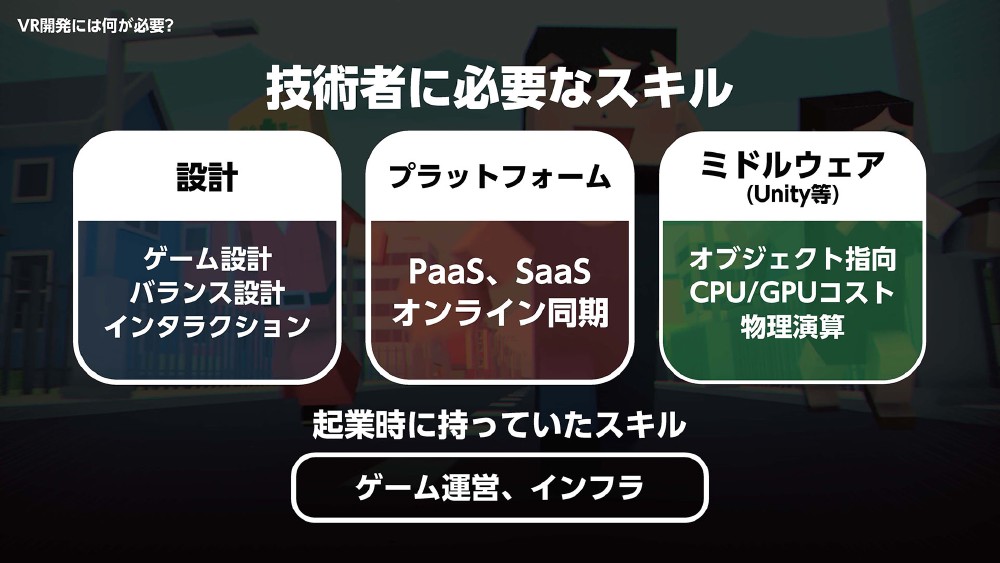 VR開発には何が必要?
技術者に必要なスキル
設計
ゲーム設計
バランス設計
インタラクション
プラットフォーム
PaaS、SaaS
オンライン同期
ミドルウェア
(Unity等)
オブジェクト指向
CPU/GPUコスト
物理演算
起業時に持っていたスキル
ゲーム運営、インフラ